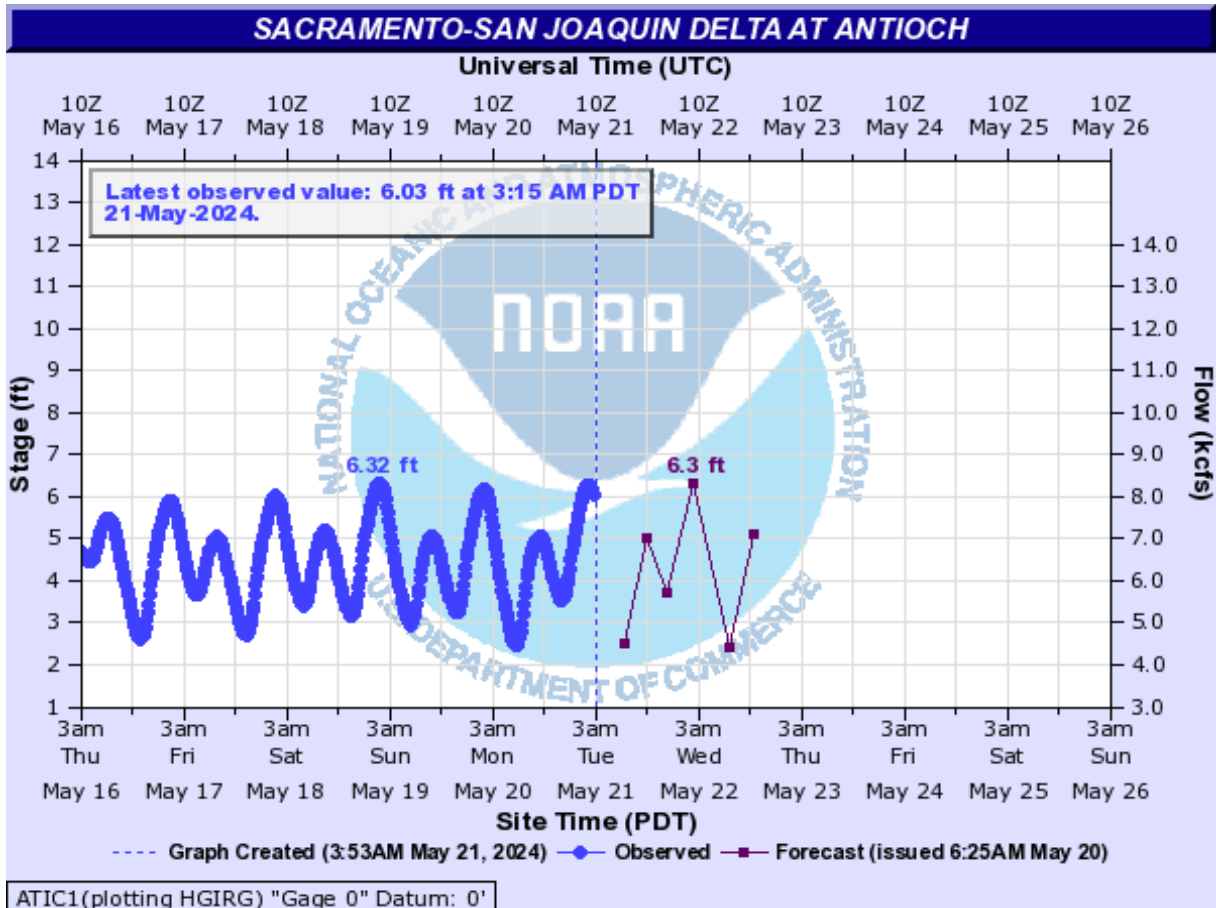 SACRAMENTO-SAN JOAQUIN DELTA AT ANTIOCH
Universal Time (UTC)
10Z 10Z 10Z 10Z 10Z 10Z 10Z 10Z 10Z 10Z 10Z
May 16 May 17 May 18 May 19 May 20 May 21 May 22 May 23 May 24 May 25 May 26
Latest observed value: 6.03 ft at 3:15 AM PDT
21-May-2024.
NATIONAL OCEANIC AND ATMOSPHERIC ADMINISTRATION
NOAA
U.S. DEPARTMENT OF COMMERCE
Stage (ft)
14
13
12
11
10
9
8
7
6
5
4
3
2
1
6.32 ft
6.3 ft
Flow (kcfs)
14.0
13.0
12.0
11.0
10.0
9.0
8.0
7.0
6.0
5.0
4.0
3.0
3am 3am 3am 3am 3am 3am 3am 3am 3am 3am 3am
Thu Fri Sat Sun Mon Tue Wed Thu Fri Sat Sun
May 16 May 17 May 18 May 19 May 20 May 21 May 22 May 23 May 24 May 25 May 26
Site Time (PDT)
Graph Created (3:53AM May 21, 2024) Observed Forecast (issued 6:25AM May 20)
ATIC1(plotting HGIRG) "Gage 0" Datum: 0'